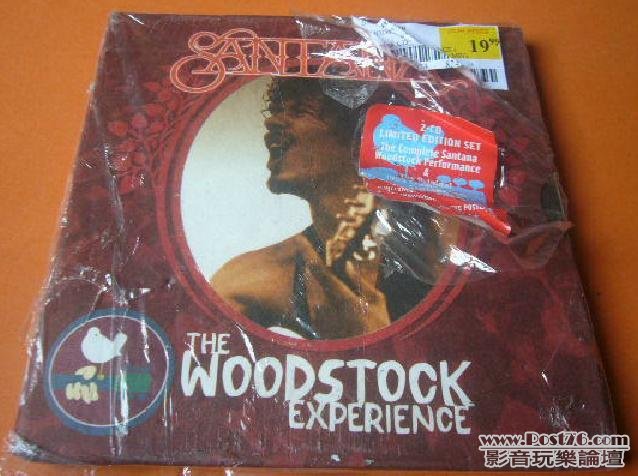 SANTANA
19.99
2-CD
LIMITED EDITION SET
The Complete Santana
Woodstock Performance
&
THE
WOODSTOCK
EXPERIENCE
www.Post76.com
影音玩樂論壇